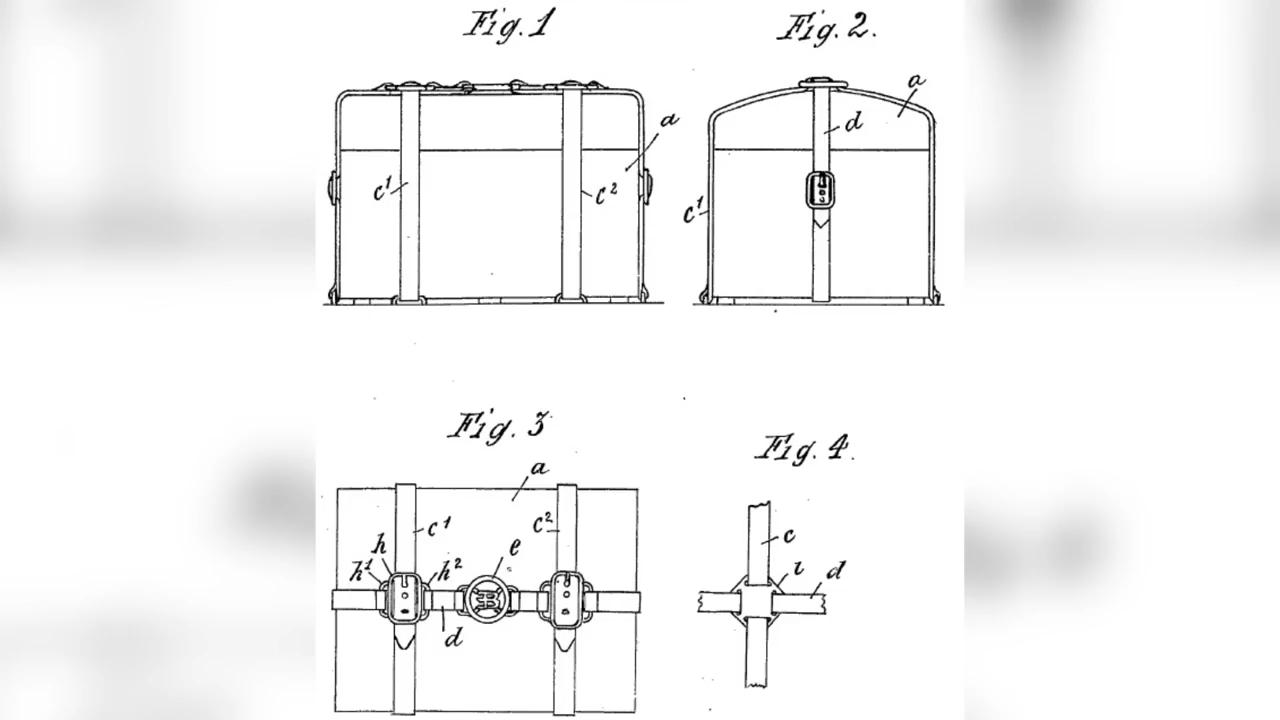 Fig. 1
Fig. 2.
a
a
d
c¹
c²
c¹
Fig. 3
Fig. 4.
a
c¹
c²
h
e
h¹
h²
d
c
i
d